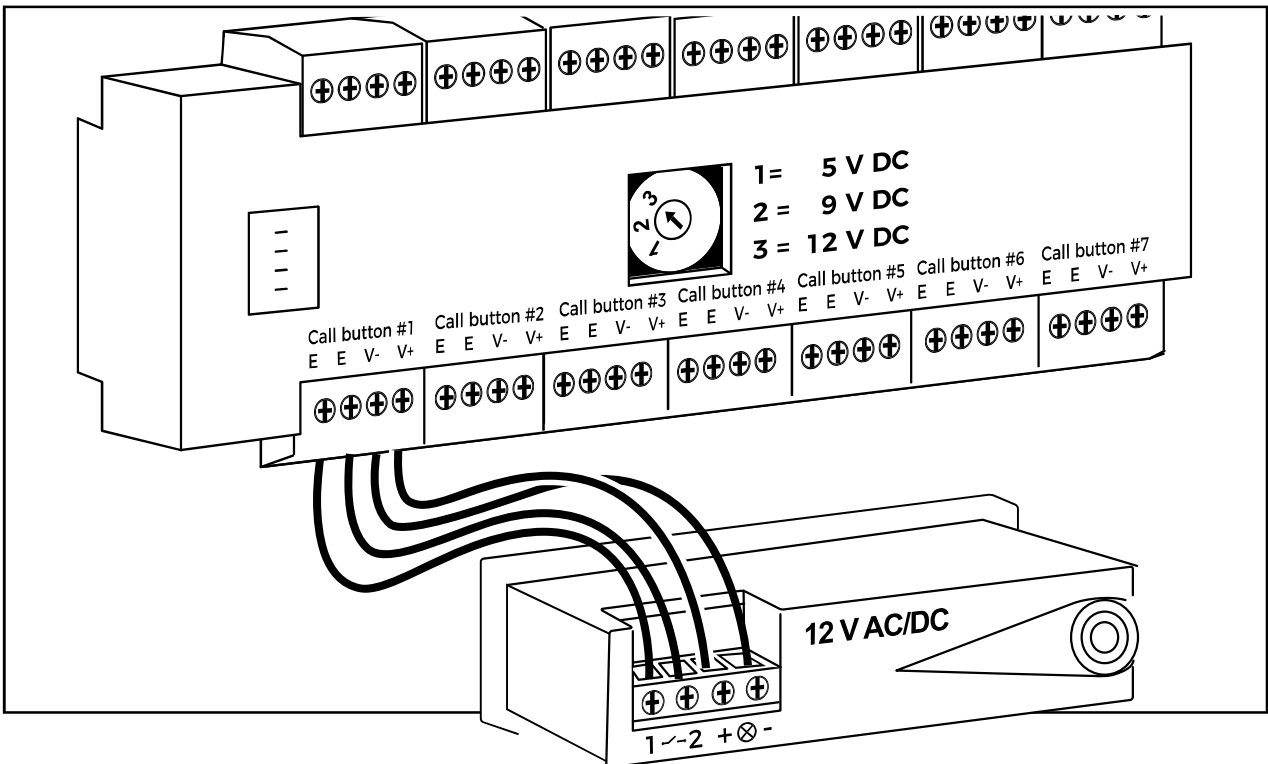 1= 5 V DC
2 = 9 V DC
3 = 12 V DC
3
2
1
Call button #1
E E V- V+
Call button #2
E E V- V+
Call button #3
E E V- V+
Call button #4
E E V- V+
Call button #5
E E V- V+
Call button #6
E E V- V+
Call button #7
E E V- V+
12 V AC/DC
1 2 + -